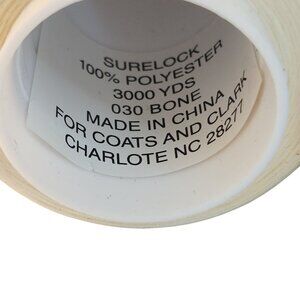 SURELOCK
100% POLYESTER
3000 YDS
030 BONE
MADE IN CHINA
FOR COATS AND CLARK
CHARLOTE NC 28277